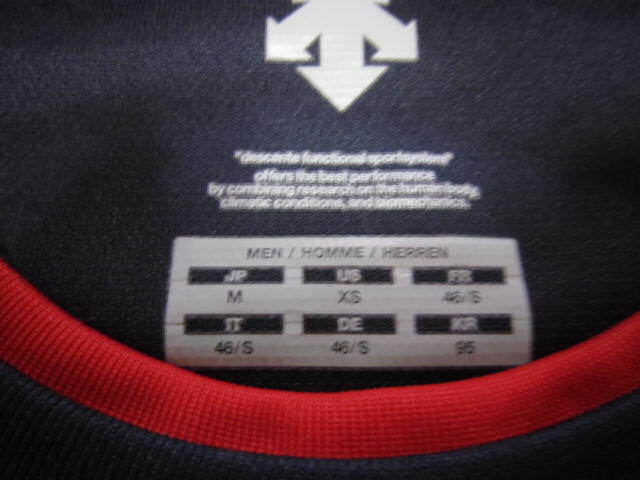 "descente functional sportsystem"
offers the best performance
by combining research on the human body,
climatic conditions, and biomechanics.
MEN / HOMME / HERREN
JP US FR
M XS 46/S
IT DE KR
46/S 46/S 95